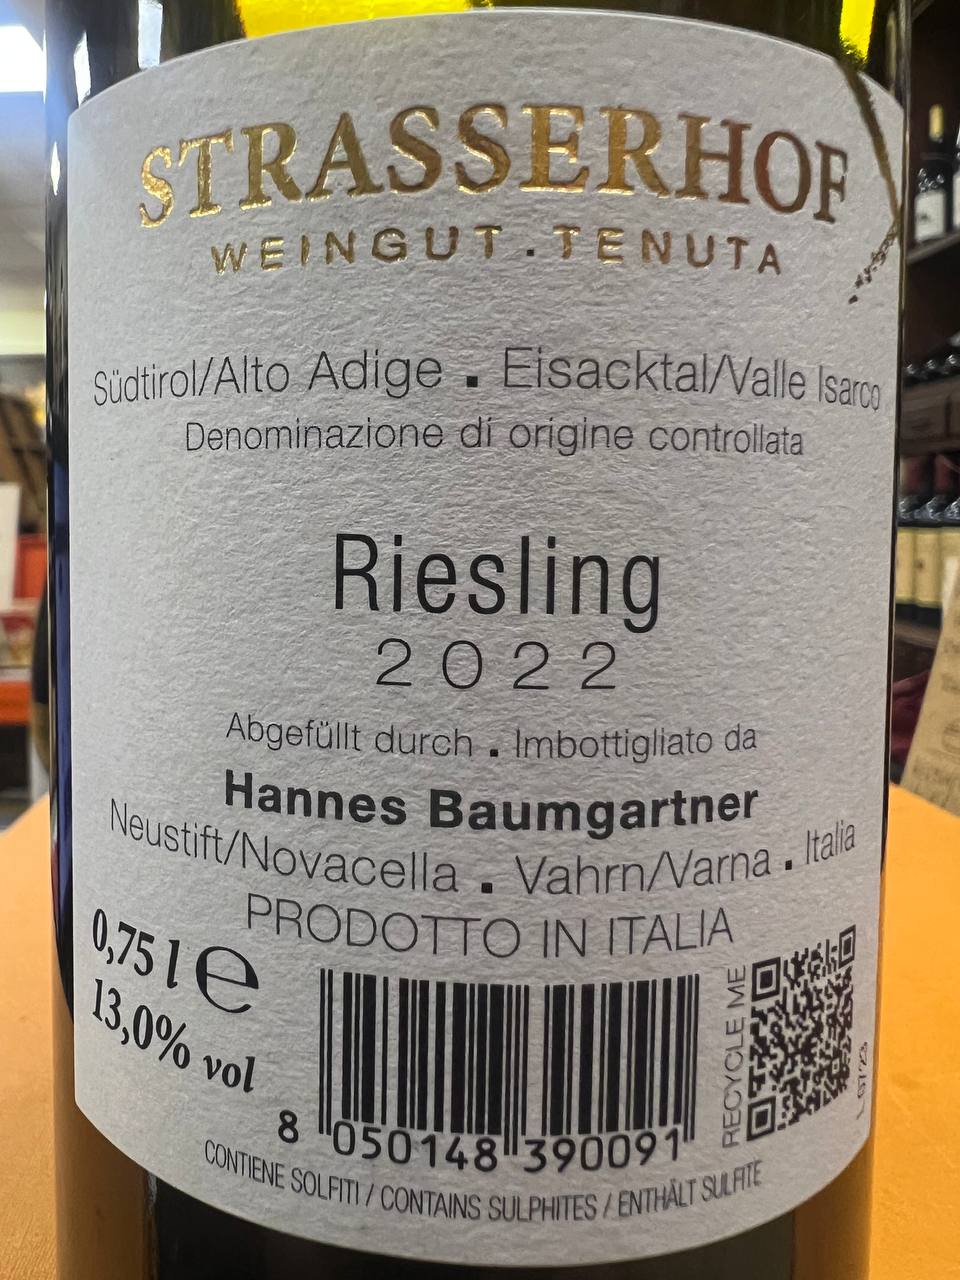 STRASSERHOF
WEINGUT . TENUTA
Südtirol/Alto Adige . Eisacktal/Valle Isarco
Denominazione di origine controllata
Riesling
2022
Abgefüllt durch . Imbottigliato da
Hannes Baumgartner
Neustift/Novacella . Vahrn/Varna . Italia
PRODOTTO IN ITALIA
0,75 l e
13,0% vol
RECYCLE ME
8 050148 390091
CONTIENE SOLFITI / CONTAINS SULPHITES / ENTHÄLT SULFITE